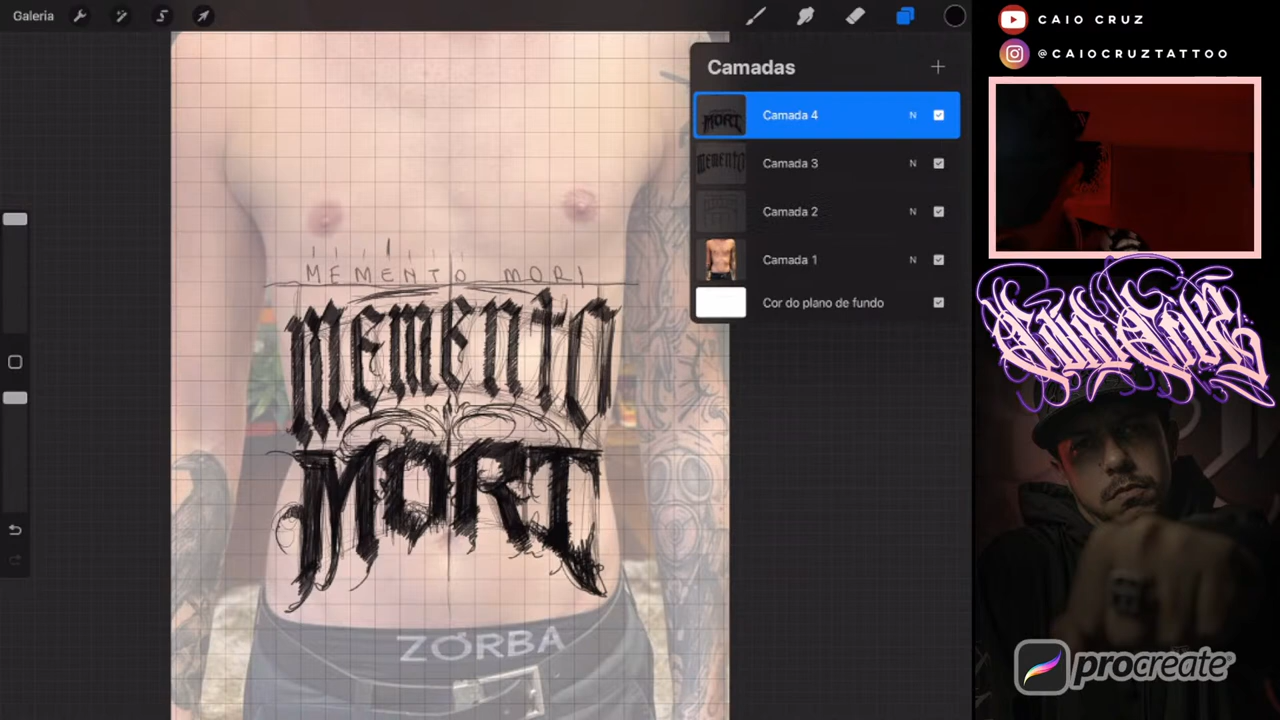 Galeria
CAIO CRUZ
@CAIOCRUZTATTOO
Camadas
Camada 4 N
Camada 3 N
Camada 2 N
Camada 1 N
Cor do plano de fundo
MEMENTO MORI
memento
MORI
ZORBA
procreate